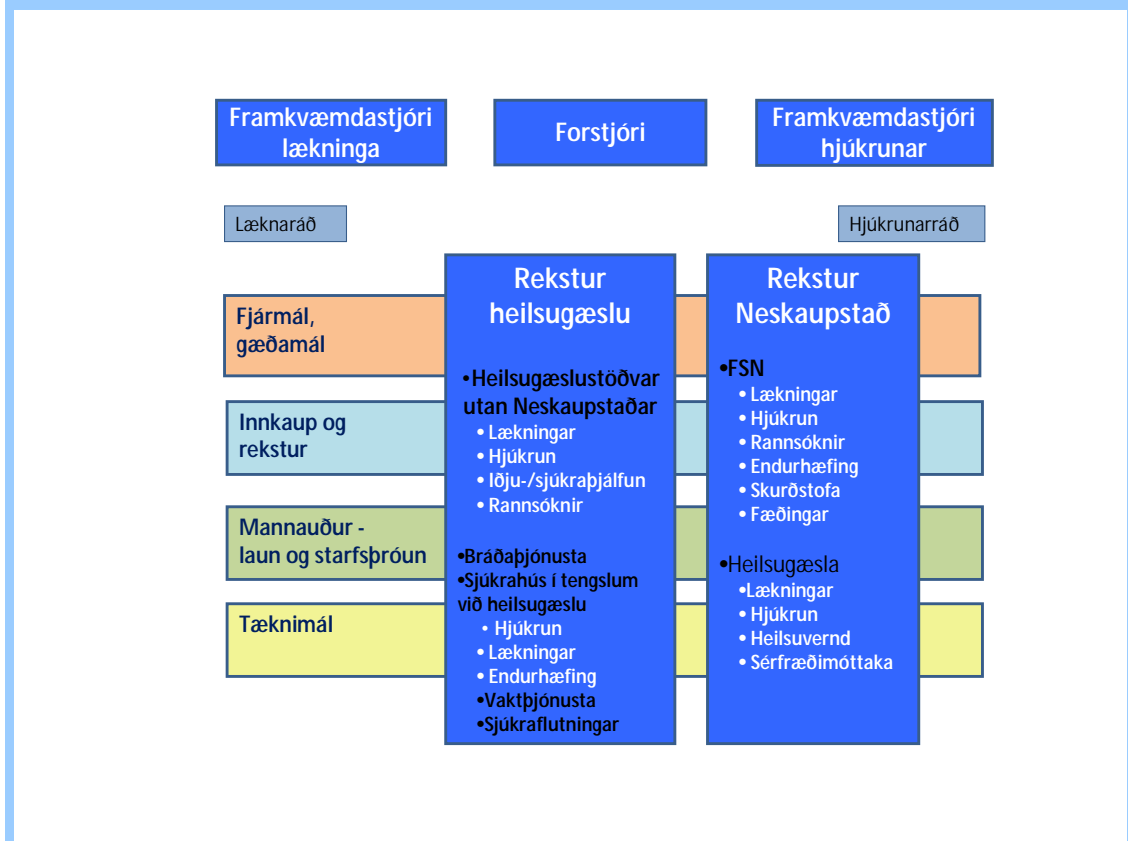 Framkvæmdastjóri
lækninga
Forstjóri
Framkvæmdastjóri
hjúkrunar
Læknaráð
Hjúkrunarráð
Fjármál,
gæðamál
Innkaup og
rekstur
Mannauður -
laun og starfsþróun
Tæknimál
Rekstur
heilsugæslu
•Heilsugæslustöðvar
utan Neskaupstaðar
• Lækningar
• Hjúkrun
• Iðju-/sjúkraþjálfun
• Rannsóknir
•Bráðaþjónusta
•Sjúkrahús í tengslum
við heilsugæslu
• Hjúkrun
• Lækningar
• Endurhæfing
•Vaktþjónusta
•Sjúkraflutningar
Rekstur
Neskaupstað
•FSN
• Lækningar
• Hjúkrun
• Rannsóknir
• Endurhæfing
• Skurðstofa
• Fæðingar
•Heilsugæsla
•Lækningar
• Hjúkrun
• Heilsuvernd
• Sérfræðimóttaka